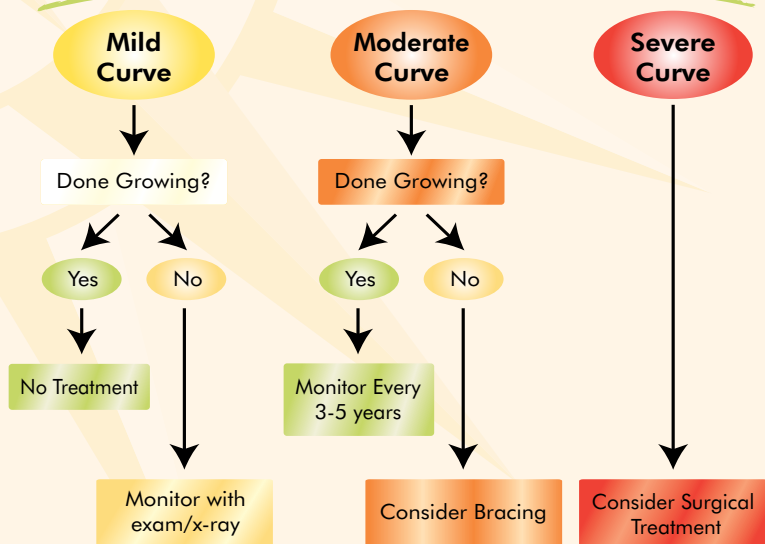 Mild
Curve
Moderate
Curve
Severe
Curve
Done Growing?
Done Growing?
Yes
No
Yes
No
No Treatment
Monitor Every
3-5 years
Monitor with
exam/x-ray
Consider Bracing
Consider Surgical
Treatment